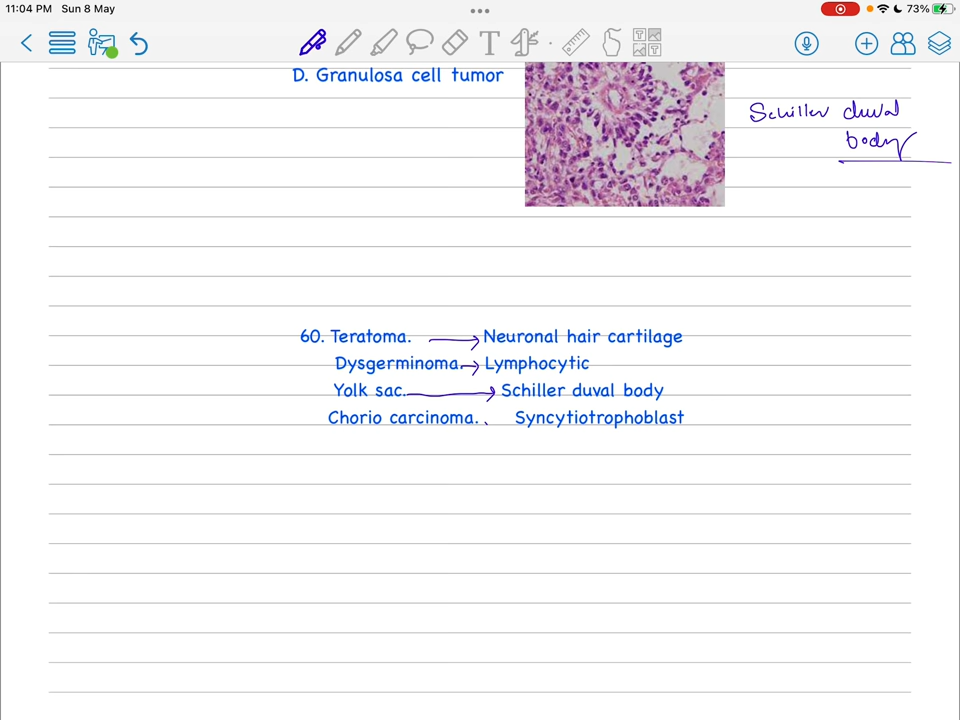 11:04 PM Sun 8 May
73%
D. Granulosa cell tumor
Schiller duval
body
60. Teratoma. Neuronal hair cartilage
Dysgerminoma. Lymphocytic
Yolk sac. Schiller duval body
Chorio carcinoma. Syncytiotrophoblast